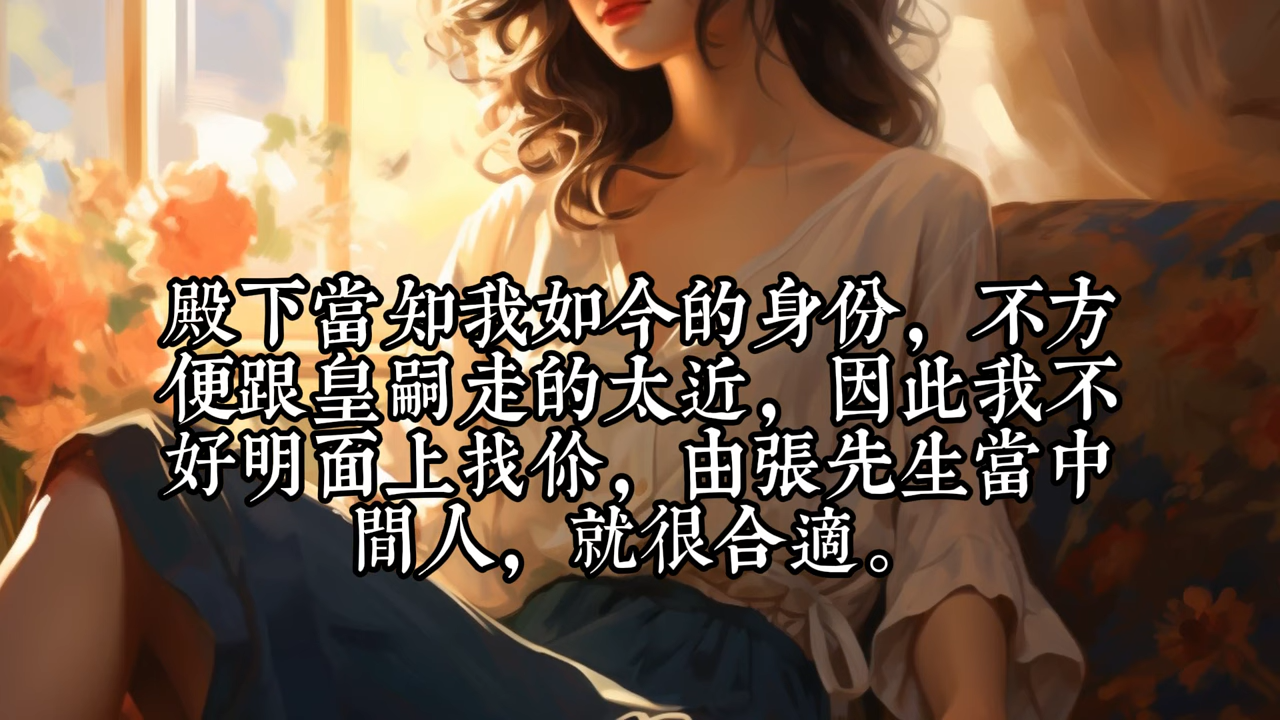 殿下當知我如今的身份，不方
便跟皇嗣走的太近，因此我不
好明面上找你，由張先生當中
間人，就很合適。